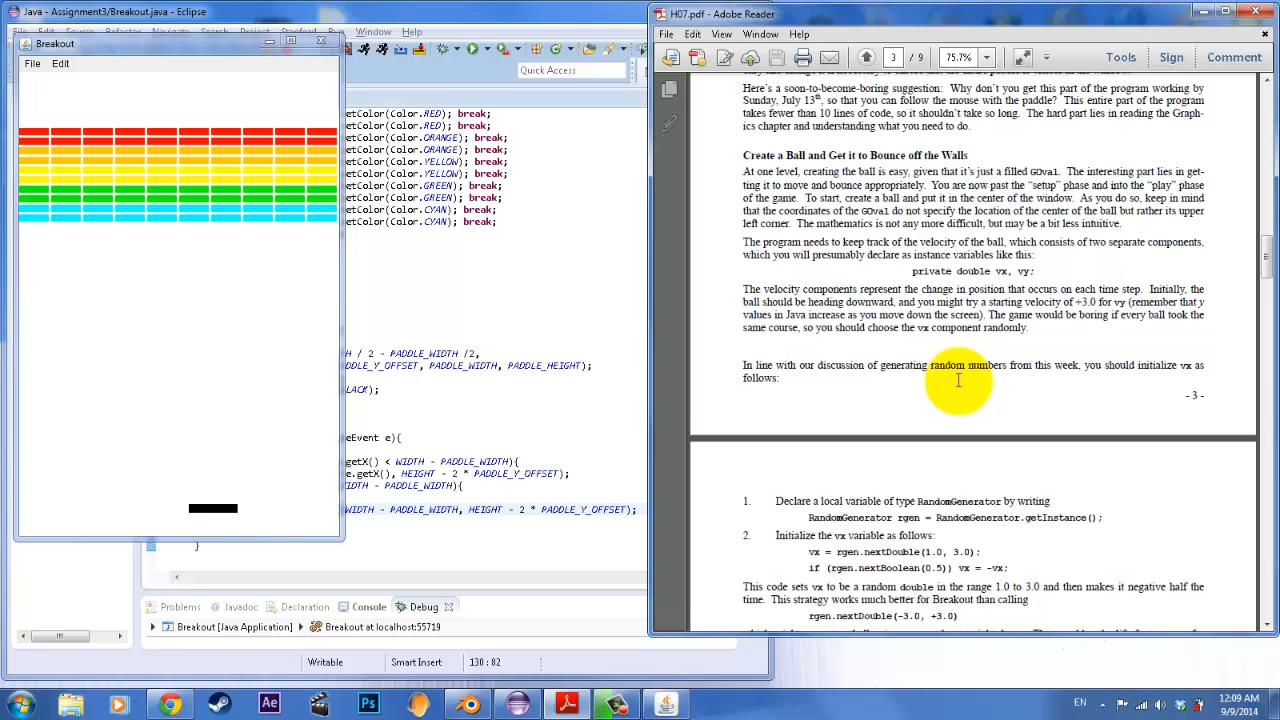 Java - Assignment3/Breakout.java - Eclipse
Window Help
Quick Access
Breakout
File Edit
etColor(Color.RED); break;
etColor(Color.RED); break;
etColor(Color.ORANGE); break;
etColor(Color.ORANGE); break;
etColor(Color.YELLOW); break;
etColor(Color.YELLOW); break;
etColor(Color.GREEN); break;
etColor(Color.GREEN); break;
etColor(Color.CYAN); break;
etColor(Color.CYAN); break;
H / 2 - PADDLE_WIDTH /2,
DDLE_Y_OFFSET, PADDLE_WIDTH, PADDLE_HEIGHT);
LACK);
eEvent e){
getX() < WIDTH - PADDLE_WIDTH){
e.getX(), HEIGHT - 2 * PADDLE_Y_OFFSET);
WIDTH - PADDLE_WIDTH){
WIDTH - PADDLE_WIDTH, HEIGHT - 2 * PADDLE_Y_OFFSET);
}
Problems @ Javadoc Declaration Console Debug
Breakout [Java Application] Breakout at localhost:55719
Writable Smart Insert 130 : 82
H07.pdf - Adobe Reader
File Edit View Window Help
3 / 9 75.7% Tools Sign Comment
Here's a soon-to-become-boring suggestion: Why don't you get this part of the program working by
Sunday, July 13th, so that you can follow the mouse with the paddle? This entire part of the program
takes fewer than 10 lines of code, so it shouldn't take so long. The hard part lies in reading the Graph-
ics chapter and understanding what you need to do.
Create a Ball and Get it to Bounce off the Walls
At one level, creating the ball is easy, given that it's just a filled GOval. The interesting part lies in get-
ting it to move and bounce appropriately. You are now past the "setup" phase and into the "play" phase
of the game. To start, create a ball and put it in the center of the window. As you do so, keep in mind
that the coordinates of the GOval do not specify the location of the center of the ball but rather its upper
left corner. The mathematics is not any more difficult, but may be a bit less intuitive.
The program needs to keep track of the velocity of the ball, which consists of two separate components,
which you will presumably declare as instance variables like this:
private double vx, vy;
The velocity components represent the change in position that occurs on each time step. Initially, the
ball should be heading downward, and you might try a starting velocity of +3.0 for vy (remember that y
values in Java increase as you move down the screen). The game would be boring if every ball took the
same course, so you should choose the vx component randomly.
In line with our discussion of generating random numbers from this week, you should initialize vx as
follows:
- 3 -
1. Declare a local variable of type RandomGenerator by writing
RandomGenerator rgen = RandomGenerator.getInstance();
2. Initialize the vx variable as follows:
vx = rgen.nextDouble(1.0, 3.0);
if (rgen.nextBoolean(0.5)) vx = -vx;
This code sets vx to be a random double in the range 1.0 to 3.0 and then makes it negative half the
time. This strategy works much better for Breakout than calling
rgen.nextDouble(-3.0, +3.0)
Ae
Ps
EN
12:09 AM
9/9/2014